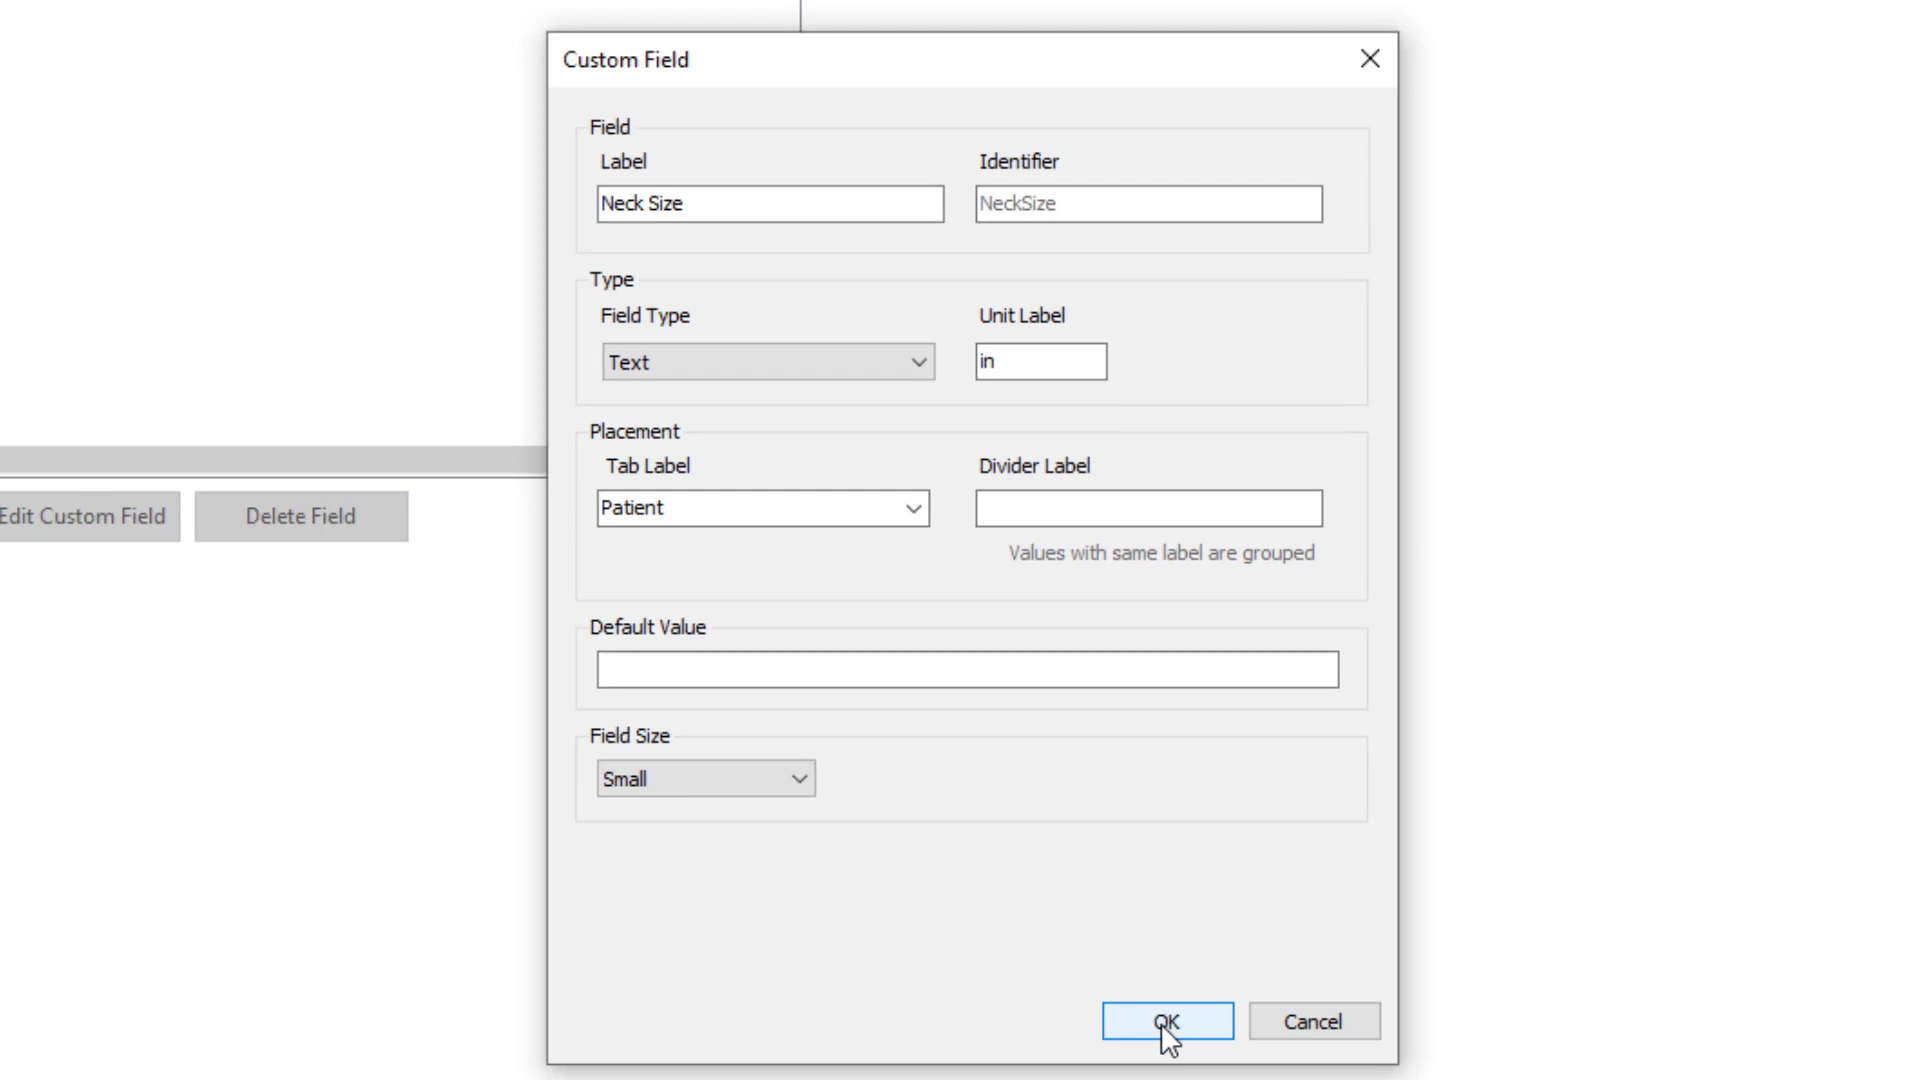 Custom Field
Field
Label Identifier
Neck Size NeckSize
Type
Field Type Unit Label
Text in
Placement
Tab Label Divider Label
Patient
Edit Custom Field Delete Field
Values with same label are grouped
Default Value
Field Size
Small
OK Cancel